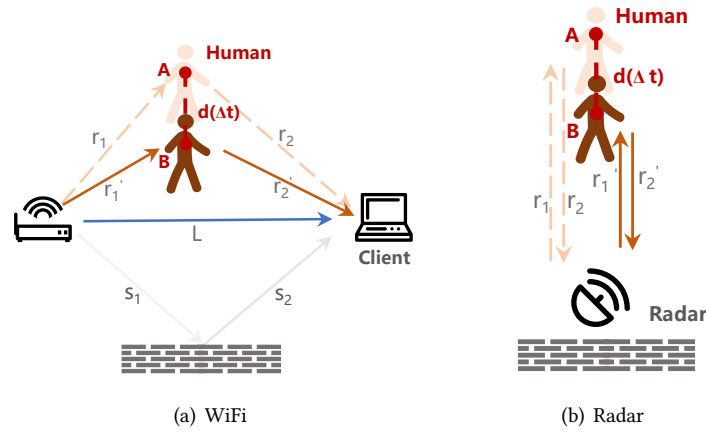 Human
A
d(Δt)
r₁
r₂
B
r₁'
r₂'
L
Client
s₁
s₂
(a) WiFi
Human
A
d(Δ t)
B
r₁
r₂
r₁'
r₂'
Radar
(b) Radar